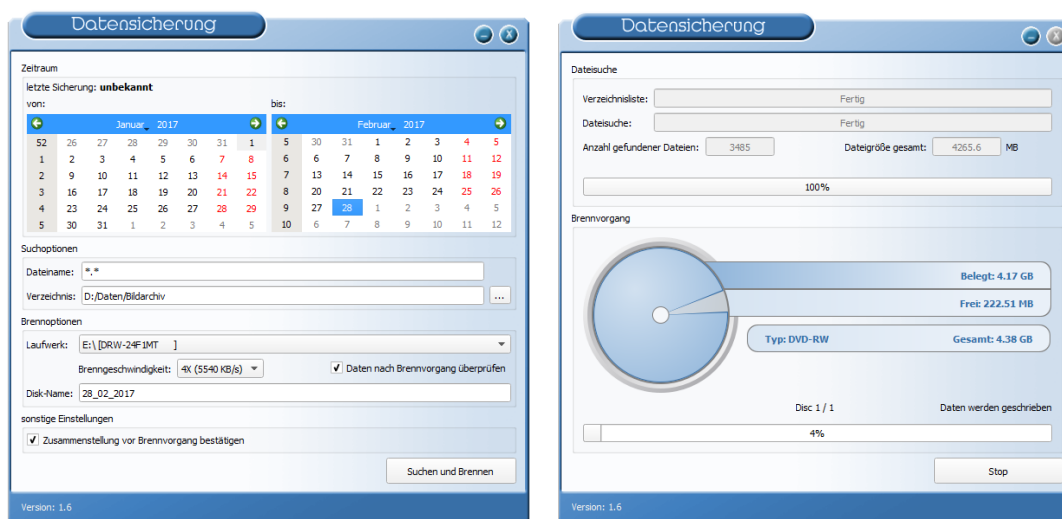 Datensicherung
Zeitraum
letzte Sicherung: unbekannt
von:
Januar 2017
52 26 27 28 29 30 31 1
1 2 3 4 5 6 7 8
2 9 10 11 12 13 14 15
3 16 17 18 19 20 21 22
4 23 24 25 26 27 28 29
5 30 31 1 2 3 4 5
bis:
Februar 2017
5 30 31 1 2 3 4 5
6 6 7 8 9 10 11 12
7 13 14 15 16 17 18 19
8 20 21 22 23 24 25 26
9 27 28 1 2 3 4 5
10 6 7 8 9 10 11 12
Suchoptionen
Dateiname: *.*
Verzeichnis: D:/Daten/Bildarchiv ...
Brennoptionen
Laufwerk: E:\ [DRW-24F1MT ]
Brenngeschwindigkeit: 4X (5540 KB/s) Daten nach Brennvorgang überprüfen
Disk-Name: 28_02_2017
sonstige Einstellungen
Zusammenstellung vor Brennvorgang bestätigen
Suchen und Brennen
Version: 1.6
Datensicherung
Dateisuche
Verzeichnisliste: Fertig
Dateisuche: Fertig
Anzahl gefundener Dateien: 3485 Dateigröße gesamt: 4265.6 MB
100%
Brennvorgang
Belegt: 4.17 GB
Frei: 222.51 MB
Typ: DVD-RW Gesamt: 4.38 GB
Disc 1 / 1 Daten werden geschrieben
4%
Stop
Version: 1.6